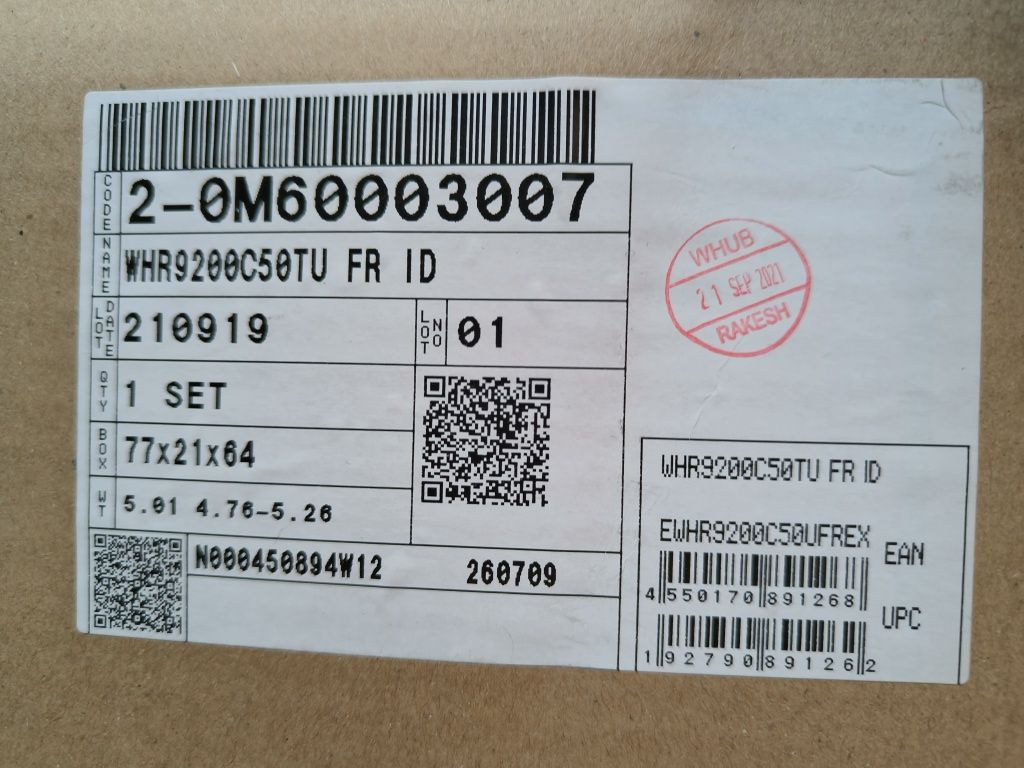 CODE 2-0M60003007
NAME WHR9200C50TU FR ID
LOT DATE 210919 LOT NO 01
QTY 1 SET
BOX 77x21x64
WT 5.01 4.76-5.26
N000450894W12 260709
WHUB
21 SEP 2021
RAKESH
WHR9200C50TU FR ID
EWHR9200C50UFREX
EAN
4 550170 891268
UPC
1 92790 89126 2